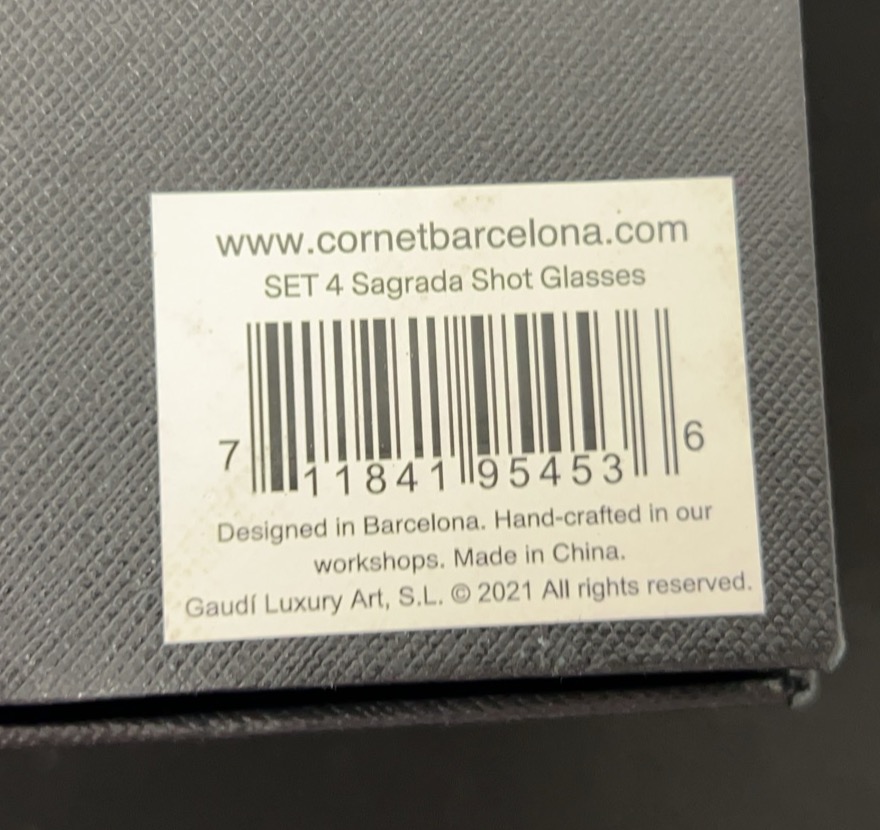 www.cornetbarcelona.com
SET 4 Sagrada Shot Glasses
7 11841 95453 6
Designed in Barcelona. Hand-crafted in our
workshops. Made in China.
Gaudí Luxury Art, S.L. © 2021 All rights reserved.